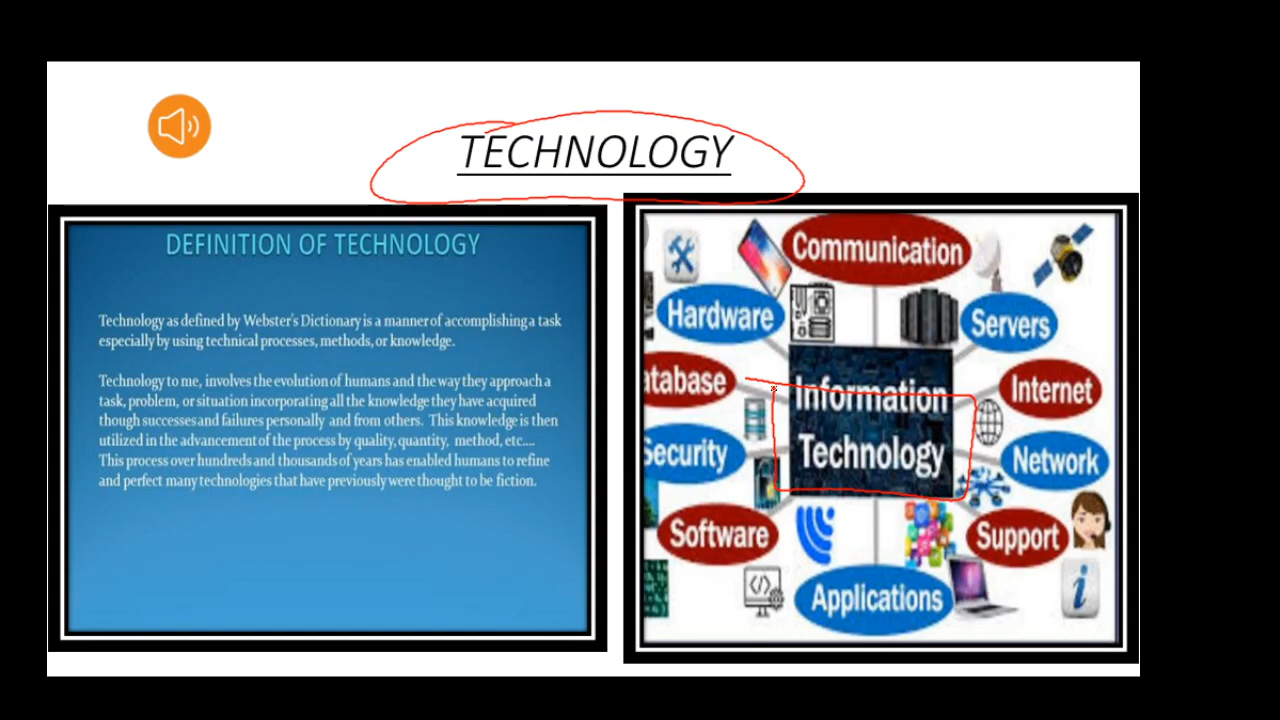 TECHNOLOGY
DEFINITION OF TECHNOLOGY
Technology as defined by Webster's Dictionary is a manner of accomplishing a task
especially by using technical processes, methods, or knowledge.
Technology to me, involves the evolution of humans and the way they approach a
task, problem, or situation incorporating all the knowledge they have acquired
though successes and failures personally and from others. This knowledge is then
utilized in the advancement of the process by quality, quantity, method, etc....
This process over hundreds and thousands of years has enabled humans to refine
and perfect many technologies that have previously were thought to be fiction.
Communication
Hardware
Servers
atabase
Information
Technology
Internet
Security
Network
Software
Support
Applications